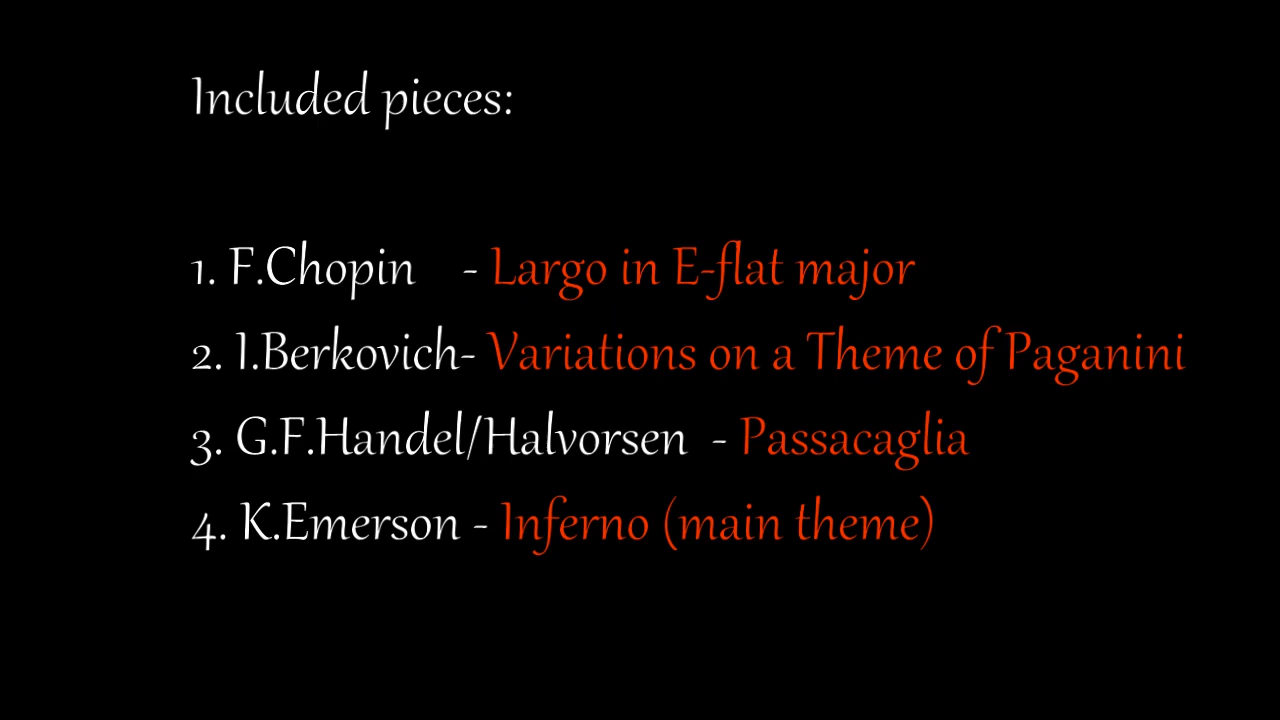 Included pieces:
1. F.Chopin - Largo in E-flat major
2. I.Berkovich- Variations on a Theme of Paganini
3. G.F.Handel/Halvorsen - Passacaglia
4. K.Emerson - Inferno (main theme)